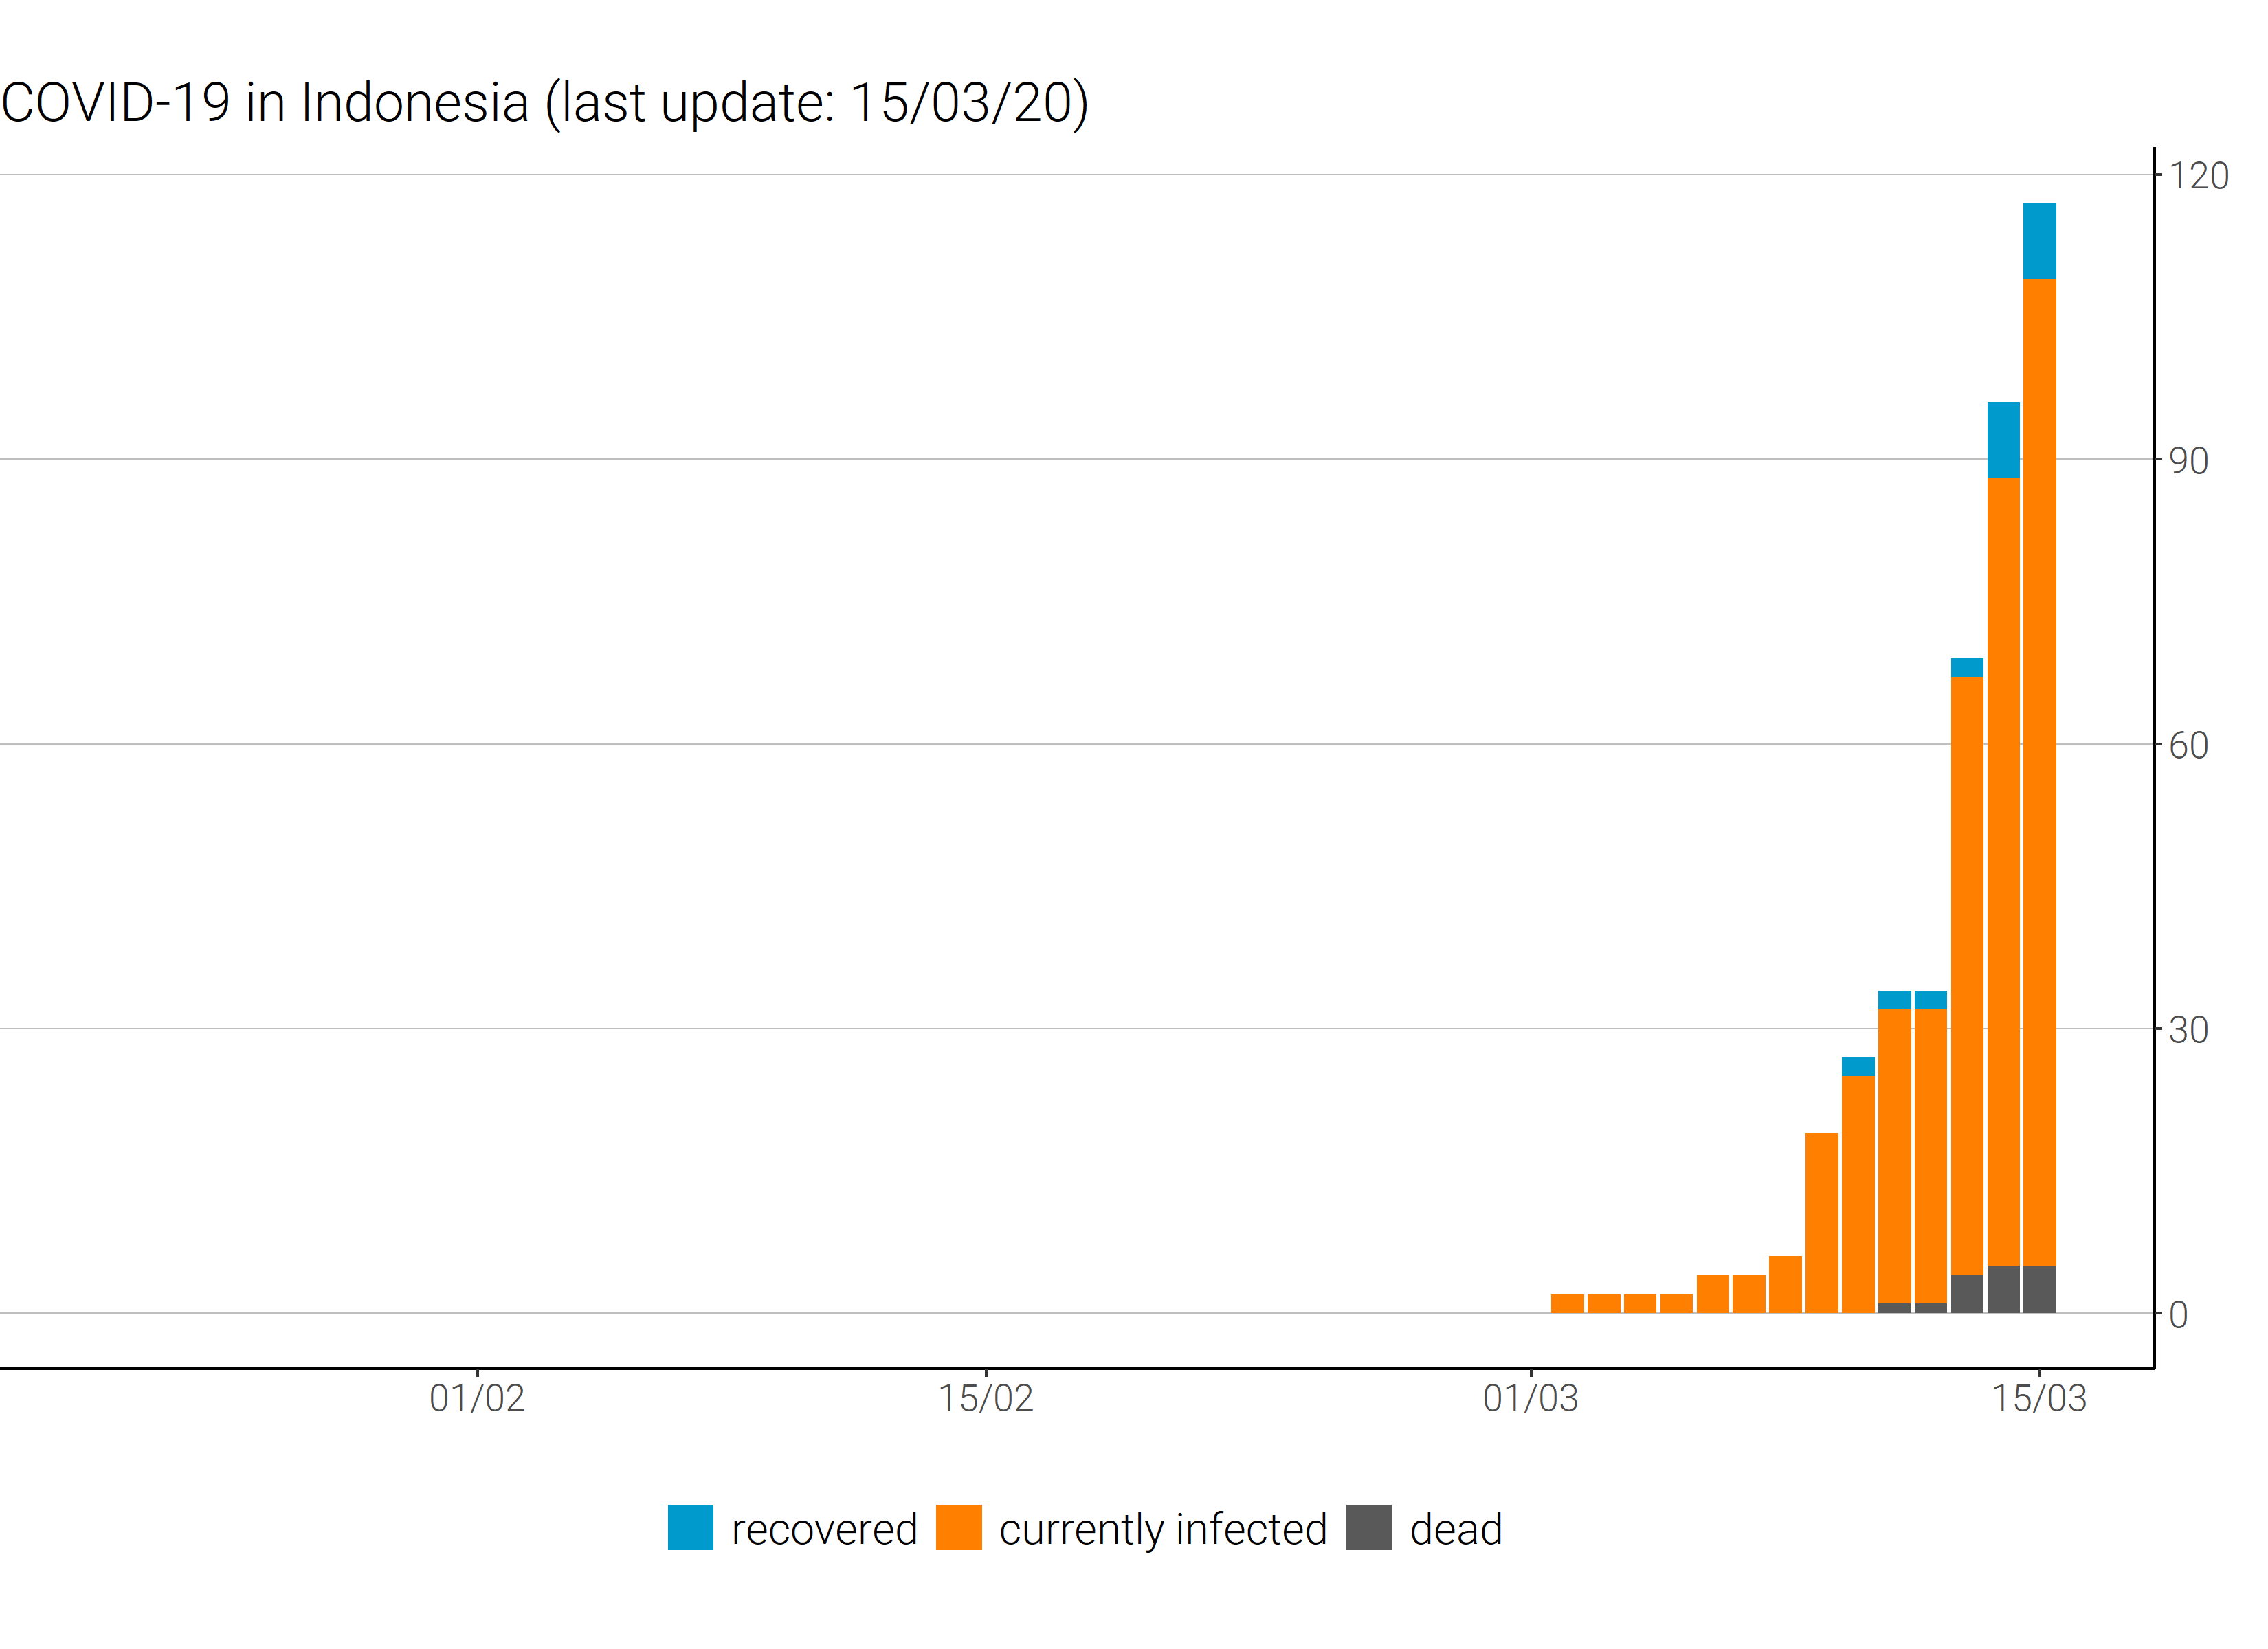 COVID-19 in Indonesia (last update: 15/03/20)
120
90
60
30
0
01/02 15/02 01/03 15/03
recovered currently infected dead